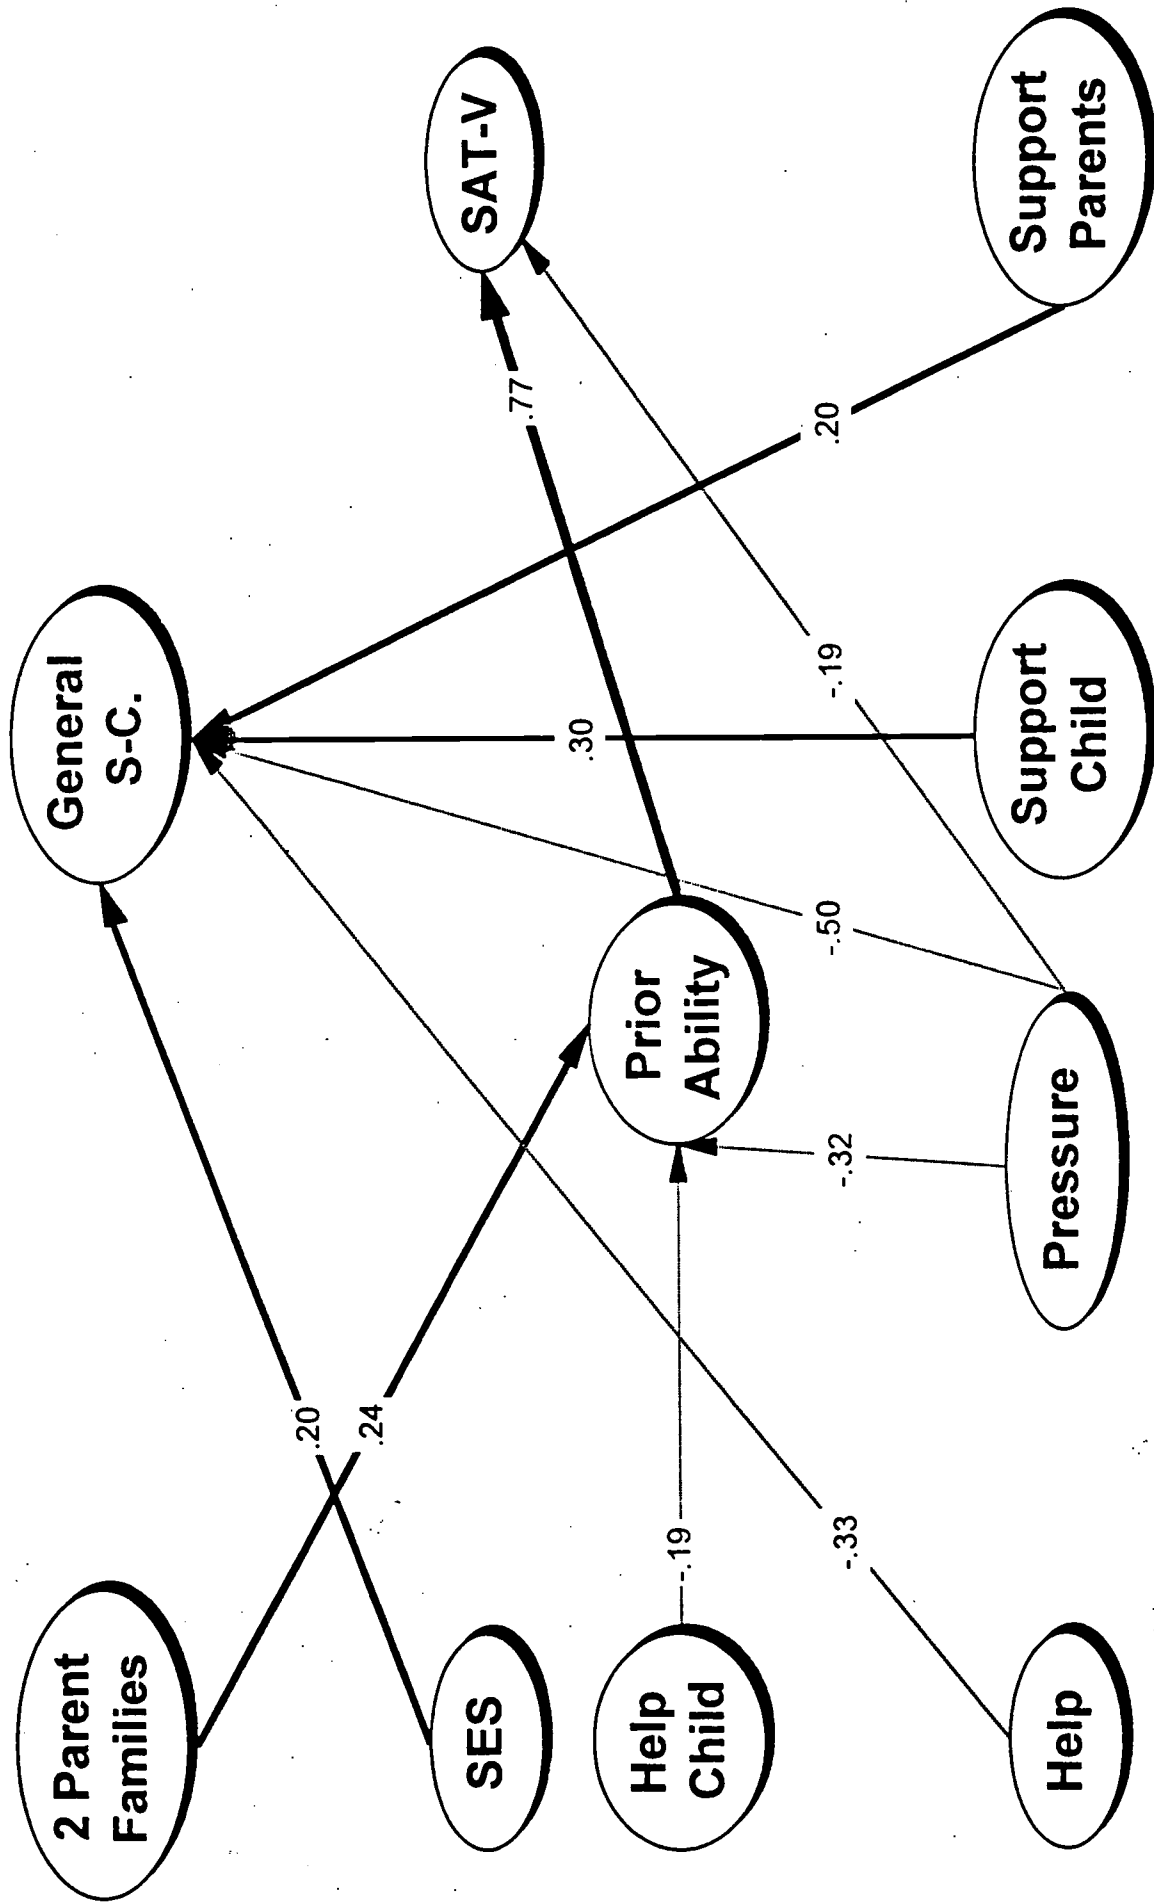 2 Parent
Families
General
S-C.
.20
.24
SES
SAT-V
.77
Help
Child
-.19
Prior
Ability
.30
.20
-.19
-.50
-.32
-.33
Help
Pressure
Support
Child
Support
Parents